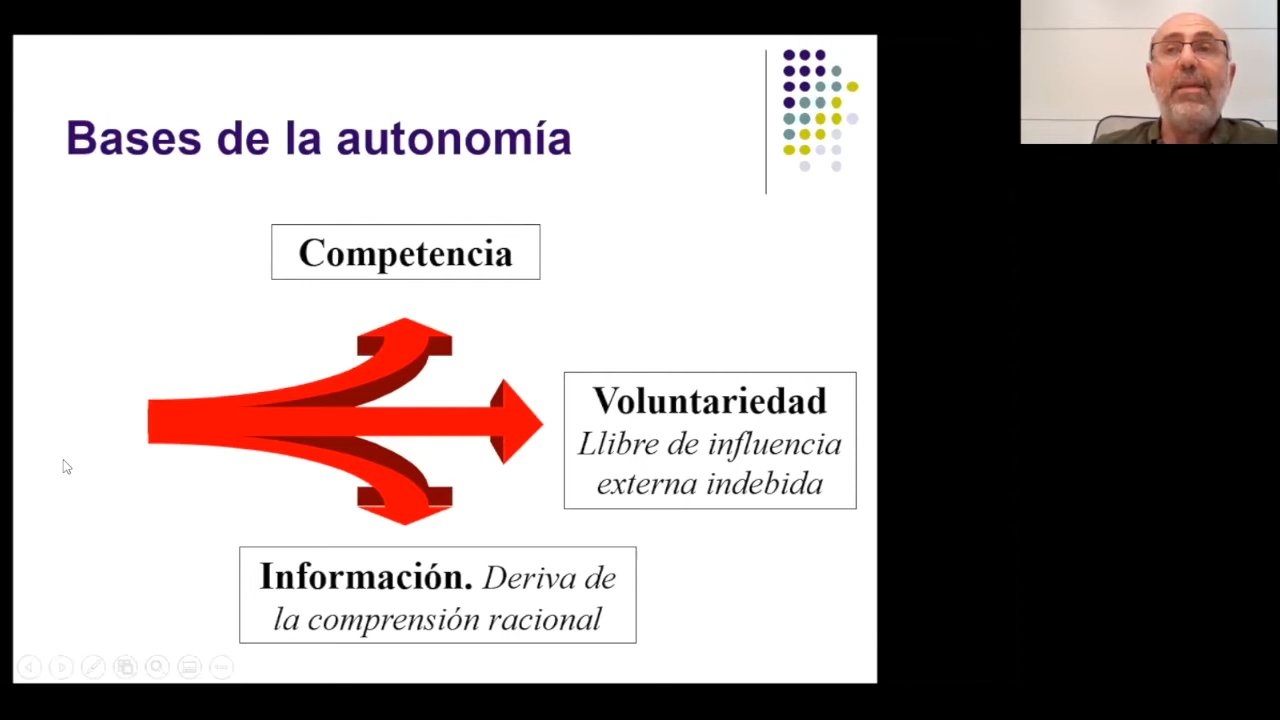 Bases de la autonomía
Competencia
Voluntariedad
Llibre de influencia
externa indebida
Información. Deriva de
la comprensión racional